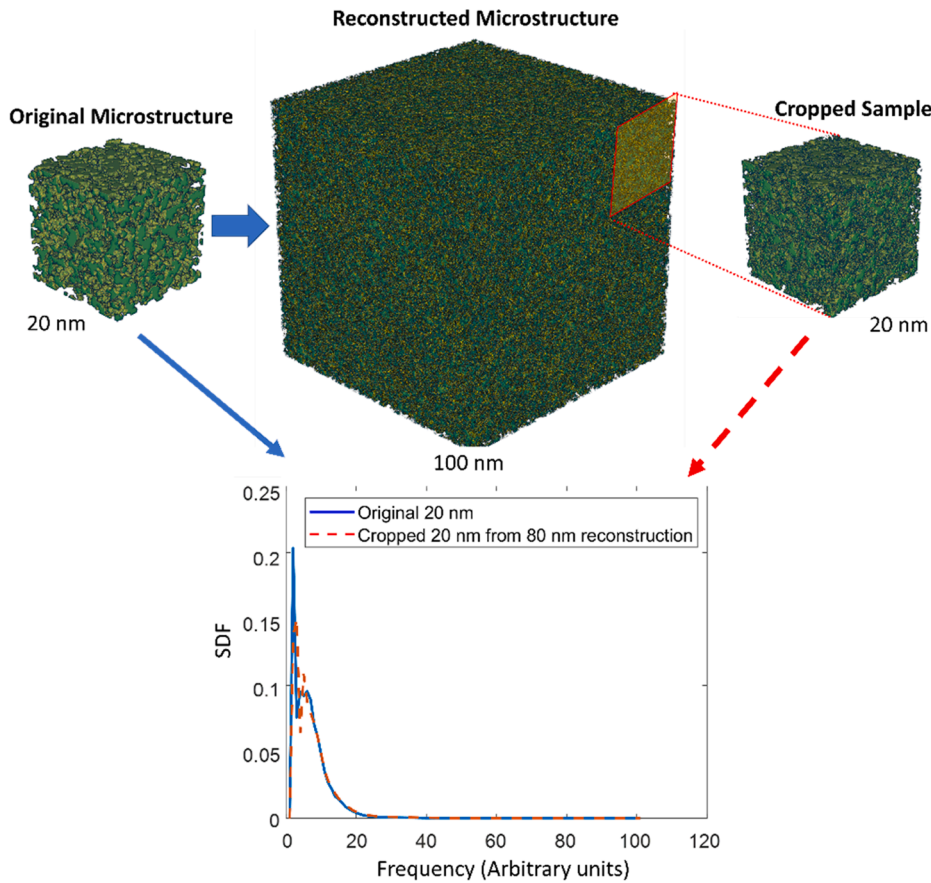 Reconstructed Microstructure
Original Microstructure
Cropped Sample
20 nm
20 nm
100 nm
Original 20 nm
Cropped 20 nm from 80 nm reconstruction
0.25
0.2
0.15
0.1
0.05
0
SDF
0 20 40 60 80 100 120
Frequency (Arbitrary units)